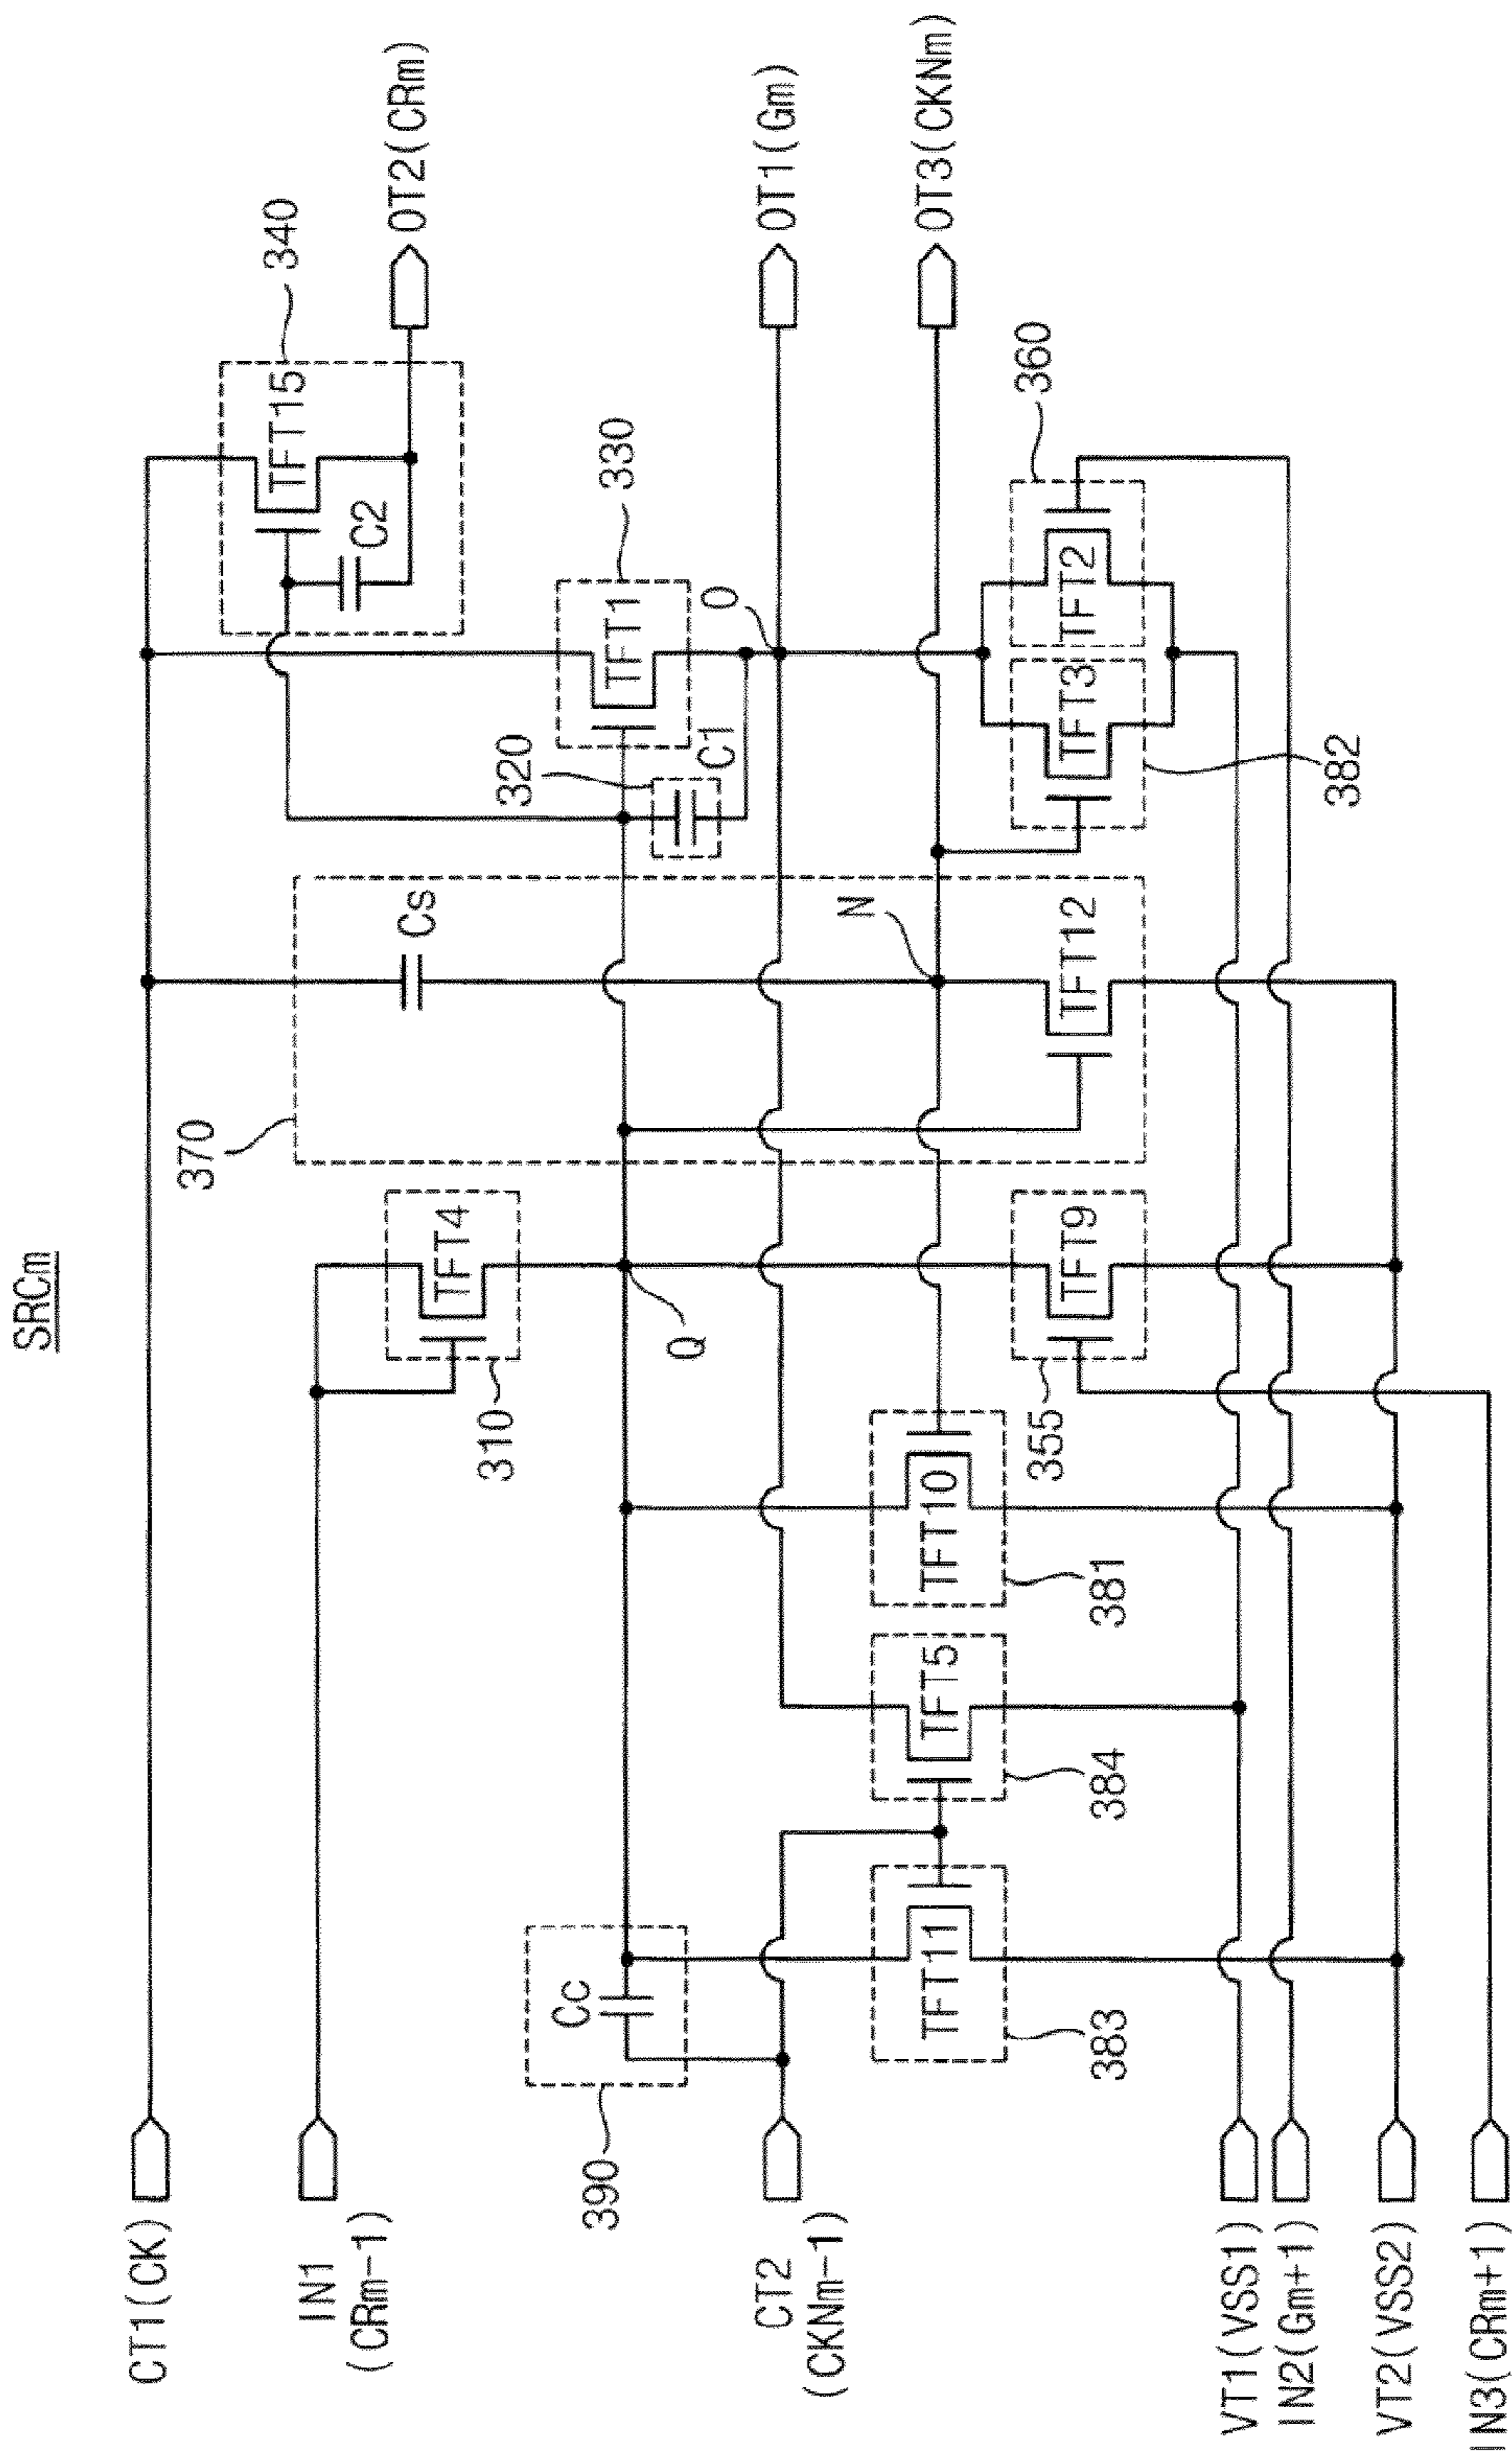 SRCm
CT1(CK)
IN1
(CRm-1)
CT2
(CKNm-1)
VT1(VSS1)
IN2(Gm+1)
VT2(VSS2)
IN3(CRm+1)
390
Cc
TFT11
383
TFT5
384
TFT10
381
310
TFT4
Q
TFT9
355
370
Cs
N
TFT12
320
C1
TFT1
330
O
C2
TFT15
340
TFT3
382
TFT2
360
OT2(CRm)
OT1(Gm)
OT3(CKNm)